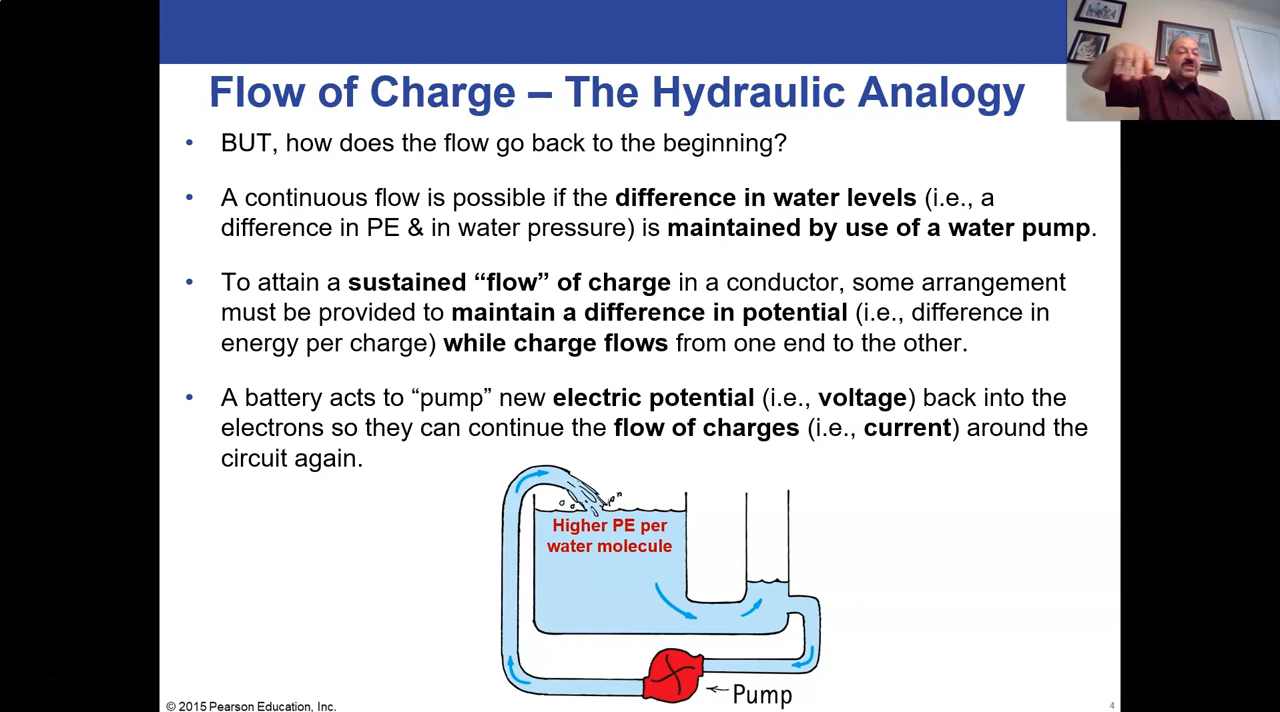 Flow of Charge – The Hydraulic Analogy
• BUT, how does the flow go back to the beginning?
• A continuous flow is possible if the difference in water levels (i.e., a
difference in PE & in water pressure) is maintained by use of a water pump.
• To attain a sustained “flow” of charge in a conductor, some arrangement
must be provided to maintain a difference in potential (i.e., difference in
energy per charge) while charge flows from one end to the other.
• A battery acts to “pump” new electric potential (i.e., voltage) back into the
electrons so they can continue the flow of charges (i.e., current) around the
circuit again.
Higher PE per
water molecule
Pump
© 2015 Pearson Education, Inc.
4